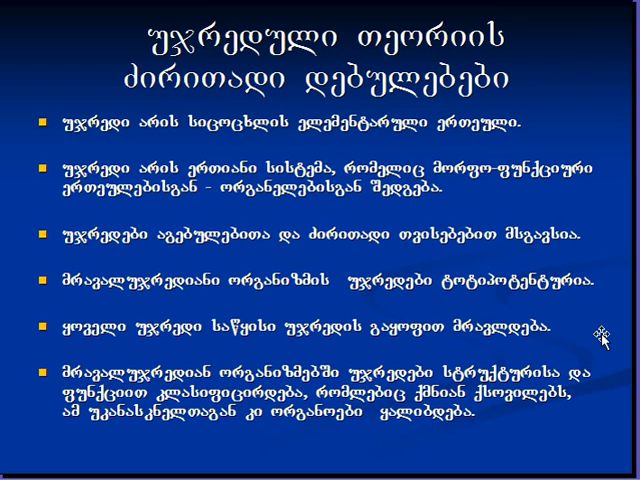 უჯრედული თეორიის
ძირითადი დებულებები
უჯრედი არის სიცოცხლის ელემენტარული ერთეული.
უჯრედი არის ერთიანი სისტემა, რომელიც მორფო-ფუნქციური
ერთეულებისგან - ორგანელებისგან შედგება.
უჯრედები აგებულებითა და ძირითადი თვისებებით მსგავსია.
მრავალუჯრედიანი ორგანიზმის უჯრედები ტოტიპოტენტურია.
ყოველი უჯრედი საწყისი უჯრედის გაყოფით მრავლდება.
მრავალუჯრედიან ორგანიზმებში უჯრედები სტრუქტურისა და
ფუნქციით კლასიფიცირდება, რომლებიც ქმნიან ქსოვილებს,
ამ უკანასკნელთაგან კი ორგანოები ყალიბდება.